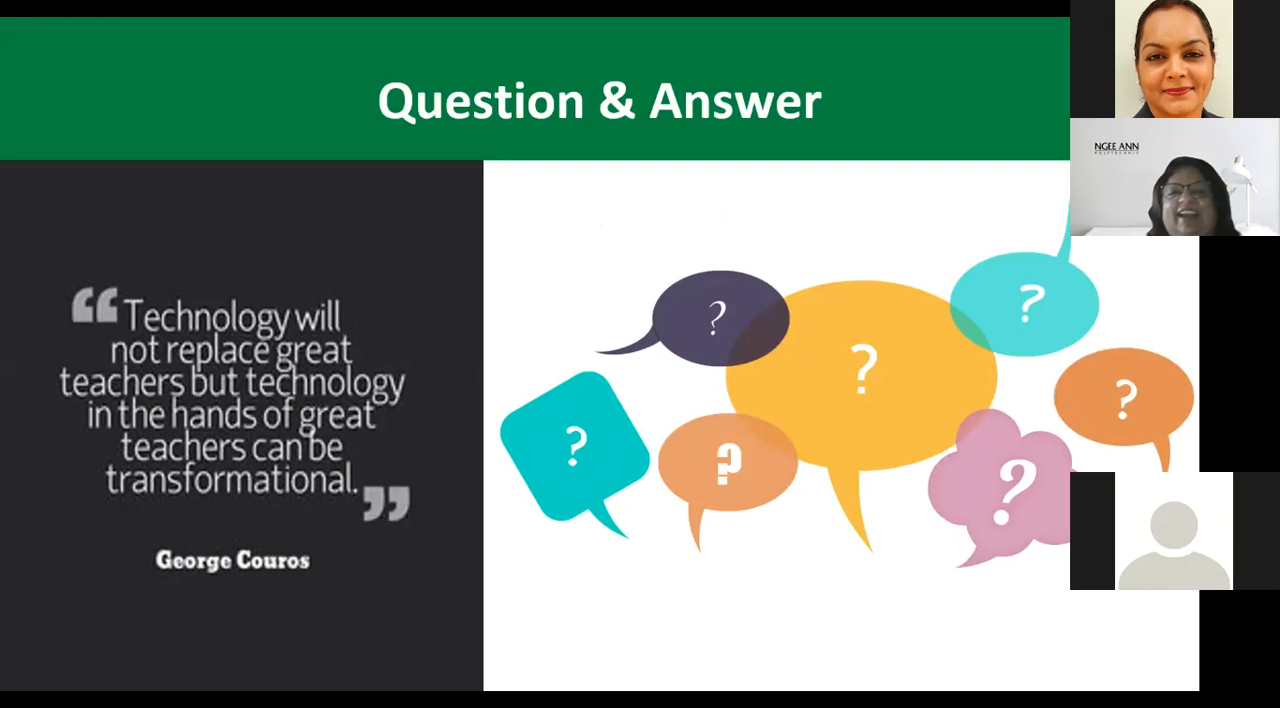 Question & Answer
NGEE ANN
POLYTECHNIC
“Technology will
not replace great
teachers but technology
in the hands of great
teachers can be
transformational.”
George Couros
?
?
?
?
?
?
?